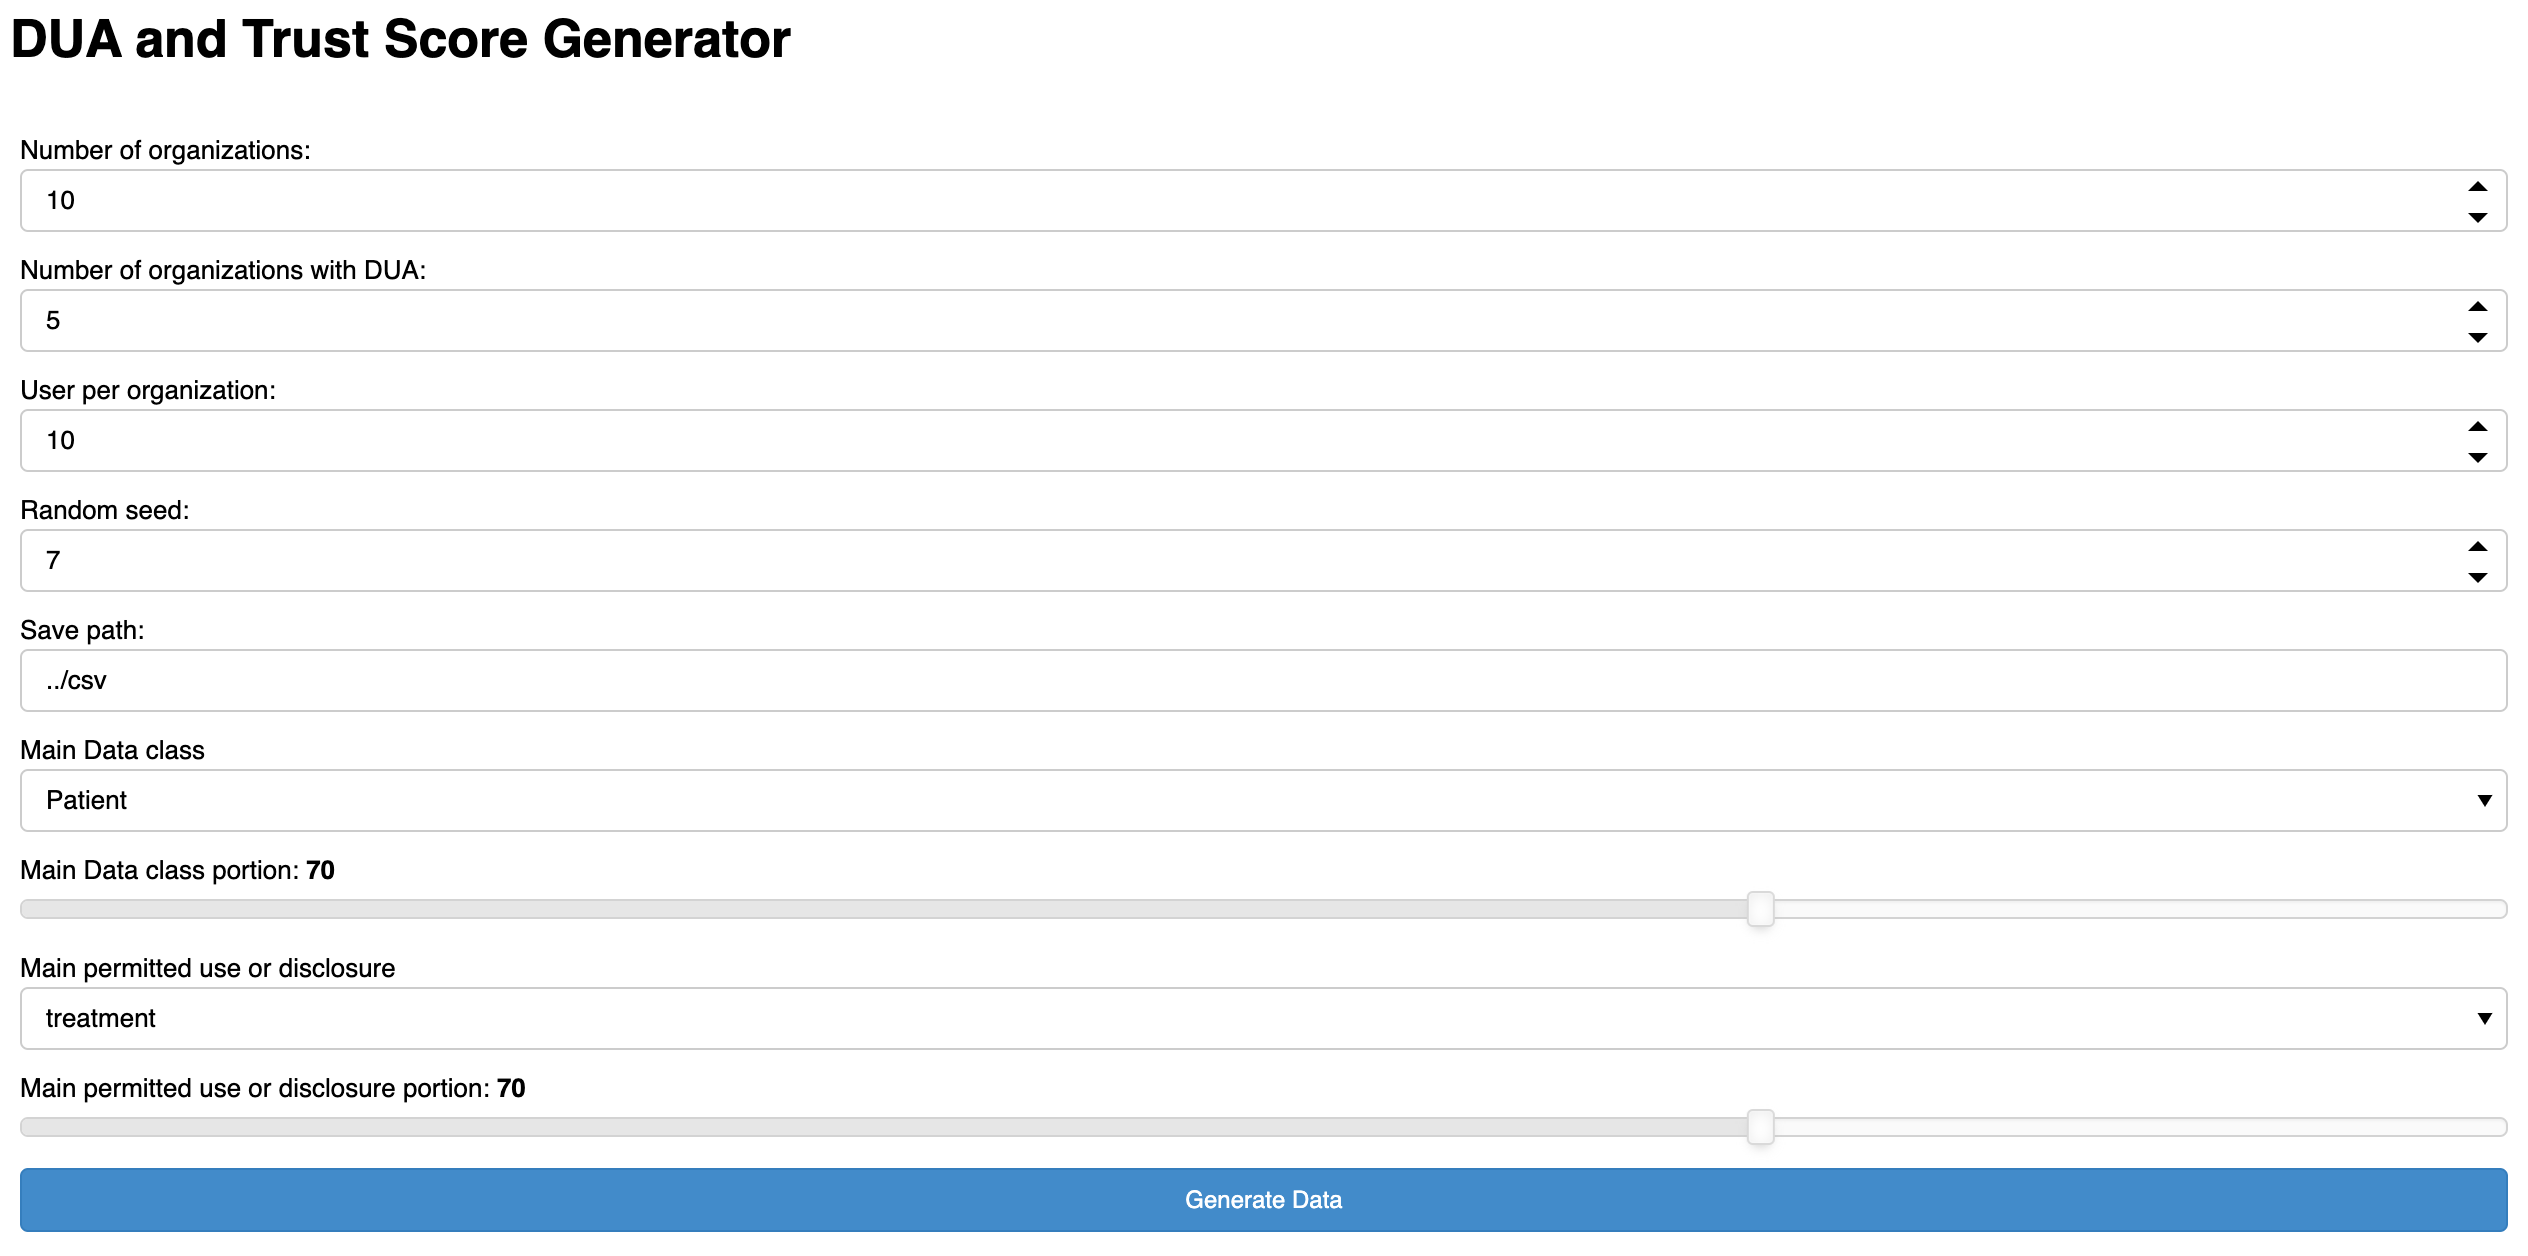 DUA and Trust Score Generator
Number of organizations:
10
Number of organizations with DUA:
5
User per organization:
10
Random seed:
7
Save path:
../csv
Main Data class
Patient
Main Data class portion: 70
Main permitted use or disclosure
treatment
Main permitted use or disclosure portion: 70
Generate Data